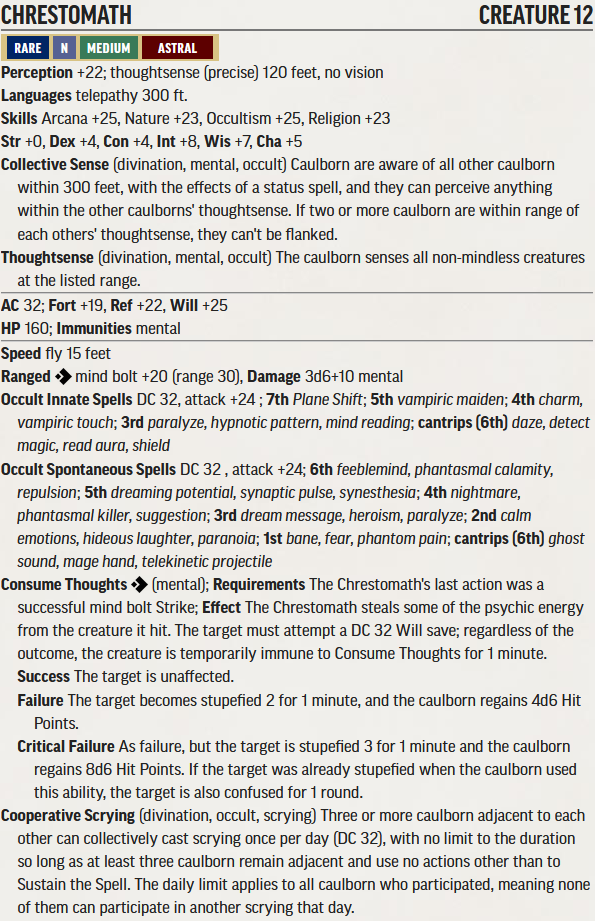 CHRESTOMATH CREATURE 12
RARE N MEDIUM ASTRAL
Perception +22; thoughtsense (precise) 120 feet, no vision
Languages telepathy 300 ft.
Skills Arcana +25, Nature +23, Occultism +25, Religion +23
Str +0, Dex +4, Con +4, Int +8, Wis +7, Cha +5
Collective Sense (divination, mental, occult) Caulborn are aware of all other caulborn
within 300 feet, with the effects of a status spell, and they can perceive anything
within the other caulborns' thoughtsense. If two or more caulborn are within range of
each others' thoughtsense, they can't be flanked.
Thoughtsense (divination, mental, occult) The caulborn senses all non-mindless creatures
at the listed range.
AC 32; Fort +19, Ref +22, Will +25
HP 160; Immunities mental
Speed fly 15 feet
Ranged mind bolt +20 (range 30), Damage 3d6+10 mental
Occult Innate Spells DC 32, attack +24 ; 7th Plane Shift; 5th vampiric maiden; 4th charm,
vampiric touch; 3rd paralyze, hypnotic pattern, mind reading; cantrips (6th) daze, detect
magic, read aura, shield
Occult Spontaneous Spells DC 32 , attack +24; 6th feeblemind, phantasmal calamity,
repulsion; 5th dreaming potential, synaptic pulse, synesthesia; 4th nightmare,
phantasmal killer, suggestion; 3rd dream message, heroism, paralyze; 2nd calm
emotions, hideous laughter, paranoia; 1st bane, fear, phantom pain; cantrips (6th) ghost
sound, mage hand, telekinetic projectile
Consume Thoughts (mental); Requirements The Chrestomath's last action was a
successful mind bolt Strike; Effect The Chrestomath steals some of the psychic energy
from the creature it hit. The target must attempt a DC 32 Will save; regardless of the
outcome, the creature is temporarily immune to Consume Thoughts for 1 minute.
Success The target is unaffected.
Failure The target becomes stupefied 2 for 1 minute, and the caulborn regains 4d6 Hit
Points.
Critical Failure As failure, but the target is stupefied 3 for 1 minute and the caulborn
regains 8d6 Hit Points. If the target was already stupefied when the caulborn used
this ability, the target is also confused for 1 round.
Cooperative Scrying (divination, occult, scrying) Three or more caulborn adjacent to each
other can collectively cast scrying once per day (DC 32), with no limit to the duration
so long as at least three caulborn remain adjacent and use no actions other than to
Sustain the Spell. The daily limit applies to all caulborn who participated, meaning none
of them can participate in another scrying that day.